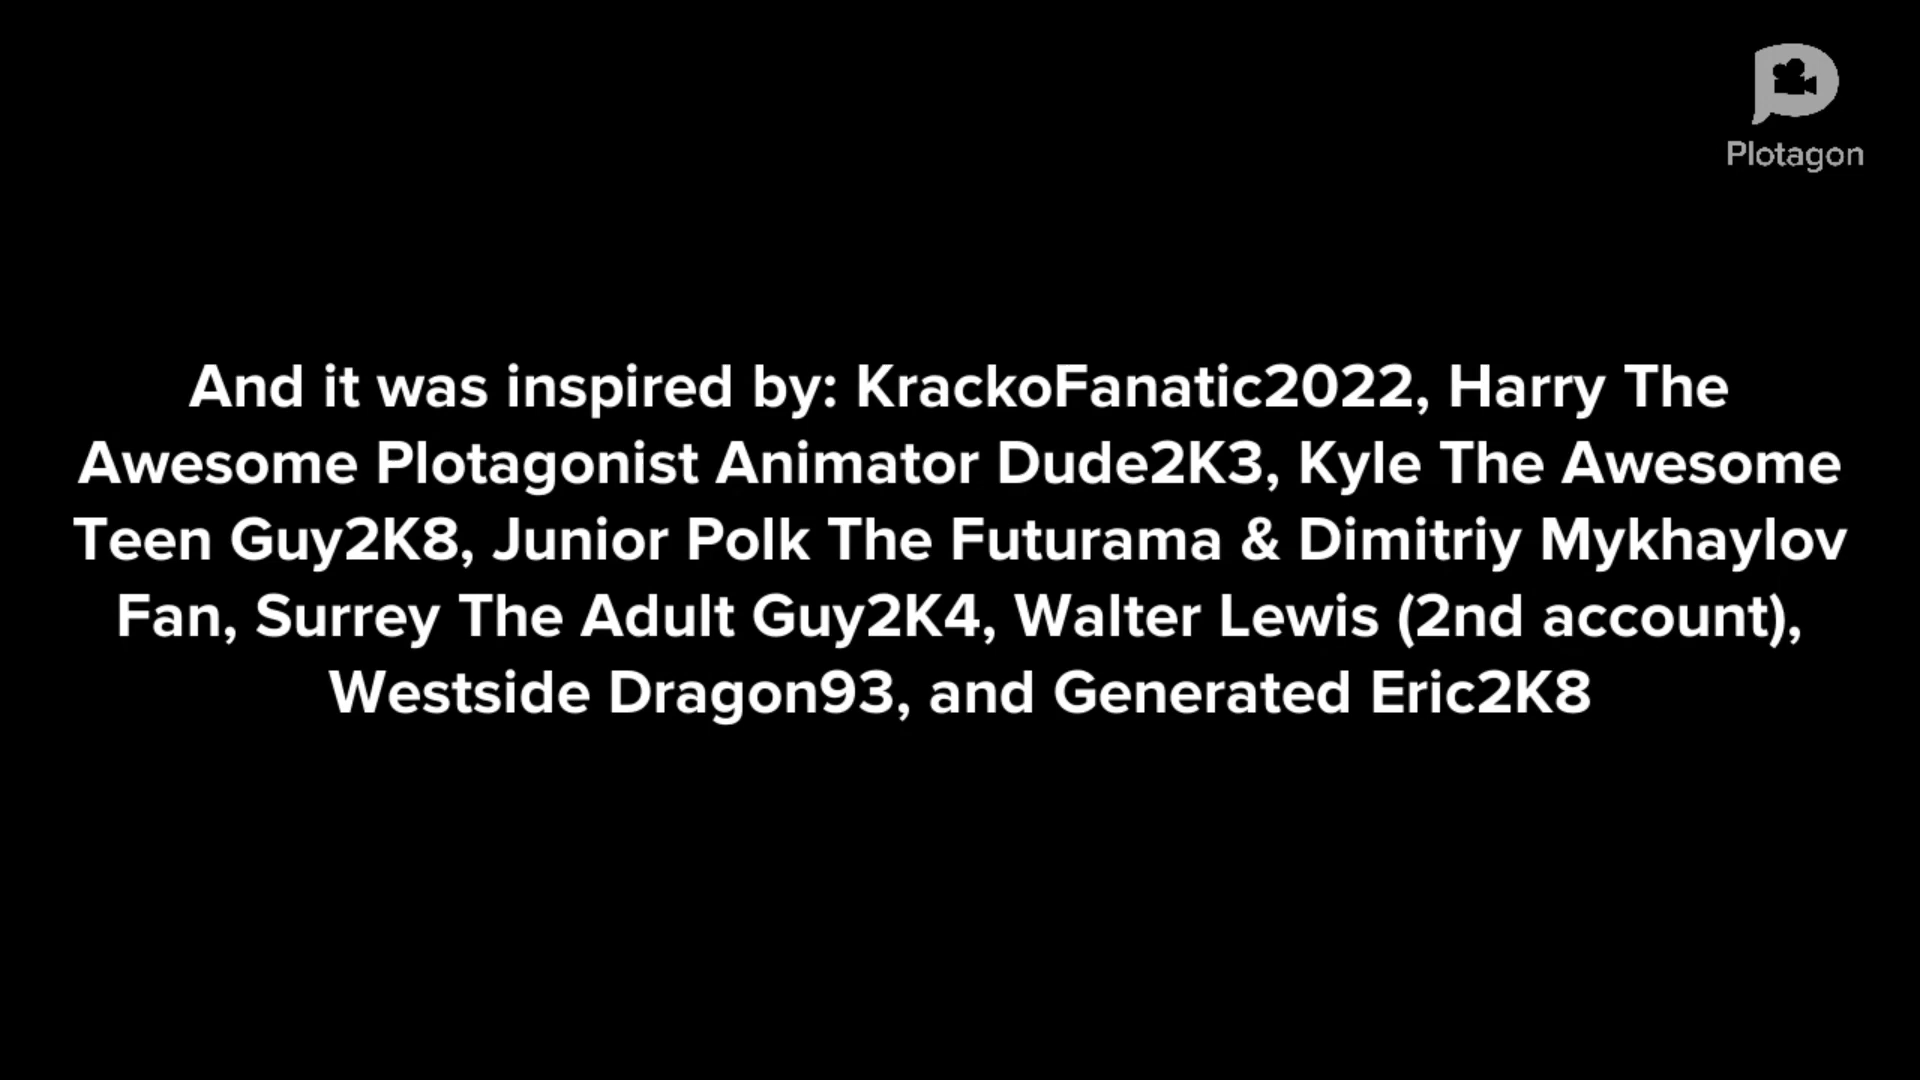 Plotagon
And it was inspired by: KrackoFanatic2022, Harry The
Awesome Plotagonist Animator Dude2K3, Kyle The Awesome
Teen Guy2K8, Junior Polk The Futurama & Dimitriy Mykhaylov
Fan, Surrey The Adult Guy2K4, Walter Lewis (2nd account),
Westside Dragon93, and Generated Eric2K8